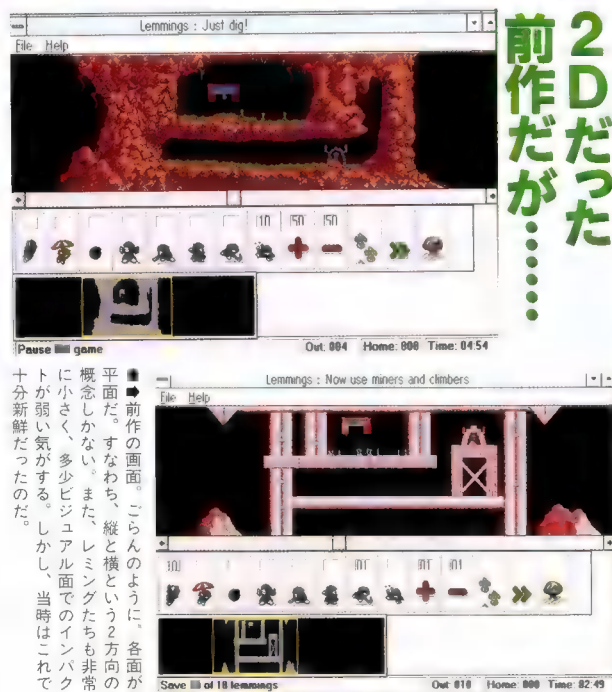 2Dだった
前作だが……
Lemmings : Just dig!
File Help
10 50 50
Pause game
Out: 004 Home: 000 Time: 04:54
■➡前作の画面。ごらんのように。各面が
平面だ。すなわち、縦と横という2方向の
概念しかない。また、レミングたちも非常
に小さく、多少ビジュアル面でのインパク
トが弱い気がする。しかし、当時はこれで
十分新鮮だったのだ。
Lemmings : Now use miners and climbers
File Help
Save of 10 lemmings
Out: 010 Home: 000 Time: 02:49